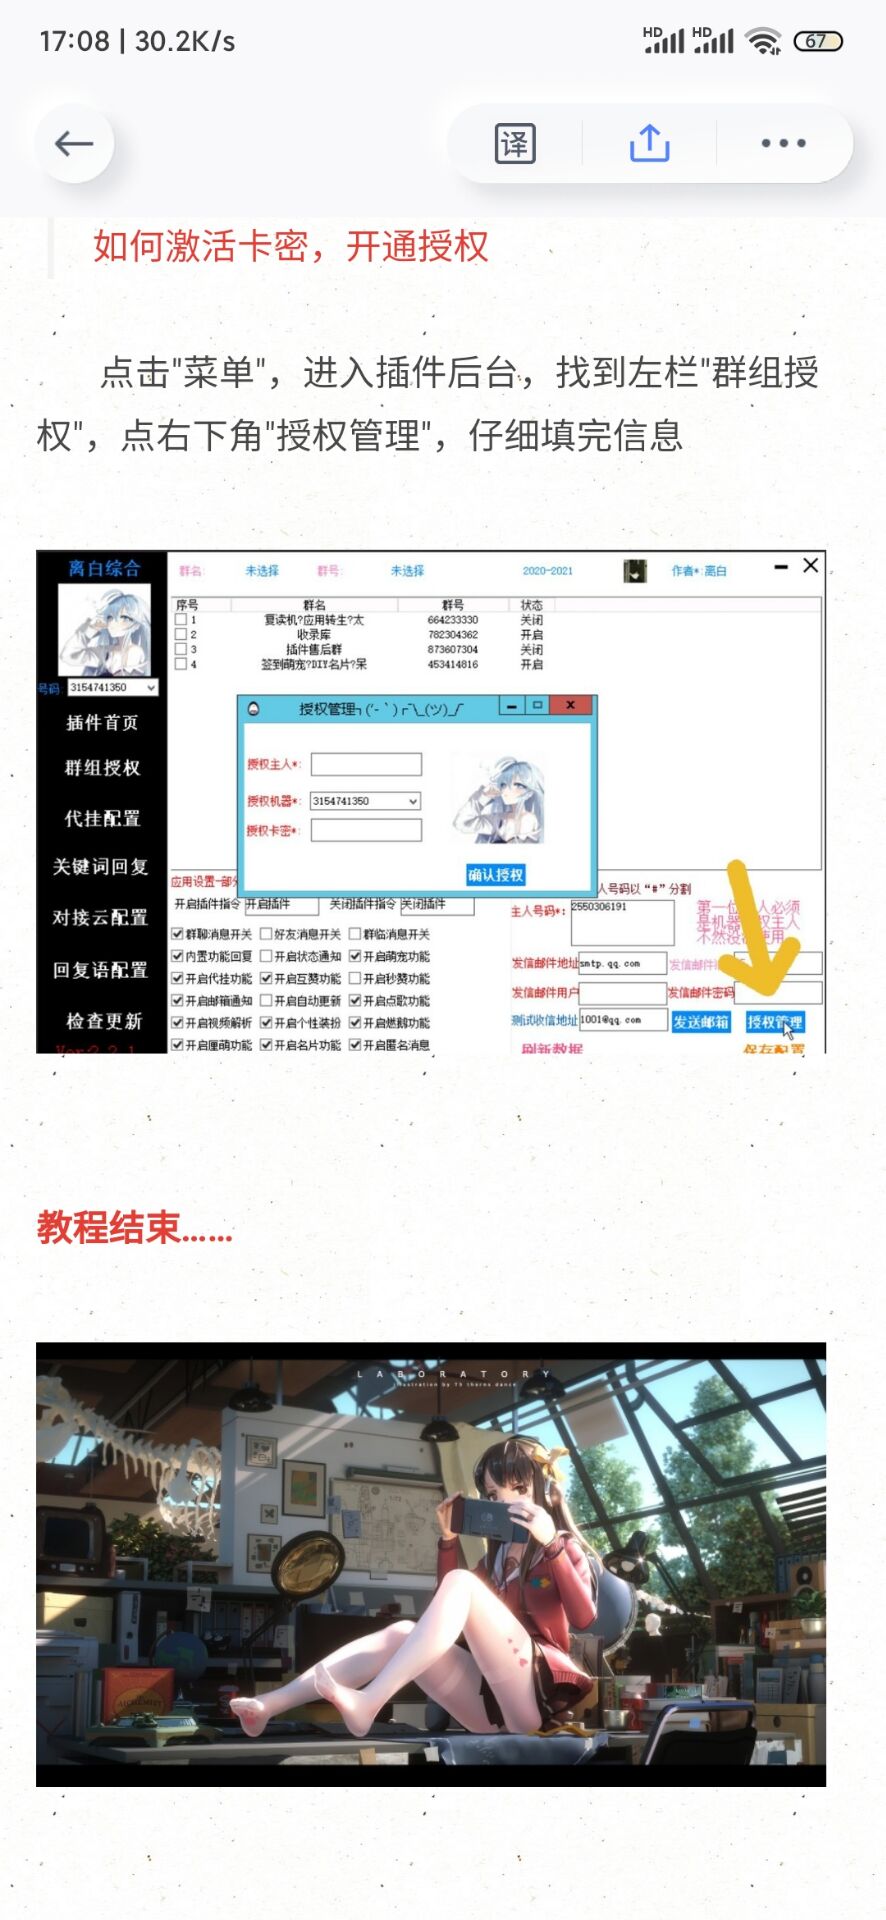 17:08 | 30.2K/s
HD HD 67
译
如何激活卡密，开通授权
点击"菜单"，进入插件后台，找到左栏"群组授
权"，点右下角"授权管理"，仔细填完信息
离白综合 群名: 未选择 群号: 未选择 2020-2021 作者*:离白
序号 群名 群号 状态
1 复读机?应用转生?太 664233330 关闭
2 收录库 782304362 开启
3 插件售后群 873607304 关闭
4 签到萌宠?DIY名片?呆 453414816 开启
号码: 3154741350
插件首页
群组授权
代挂配置
关键词回复
对接云配置
回复语配置
检查更新
Ver:2.2.1
授权管理┐(´-｀)┌¯\_(ツ)_/¯
授权主人*:
授权机器*: 3154741350
授权卡密*:
确认授权
应用设置-部分
开启插件指令 开启插件 关闭插件指令 关闭插件
群聊消息开关 好友消息开关 群临消息开关
内置功能回复 开启状态通知 开启萌宠功能
开启代挂功能 开启互赞功能 开启秒赞功能
开启邮箱通知 开启自动更新 开启点歌功能
开启视频解析 开启个性装扮 开启燃鹅功能
开启匣萌功能 开启名片功能 开启匿名消息
人号码以“#”分割
主人号码*: 2550306191
第一位 人必须
是机器 权主人
不然没 使用
发信邮件地址 smtp.qq.com 发信邮件
发信邮件用户 发信邮件密码
测试收信地址 1001@qq.com 发送邮箱 授权管理
刷新数据 保存配置
教程结束……
LABORATORY
illustration by Th thorns dance
ALCHEMIST